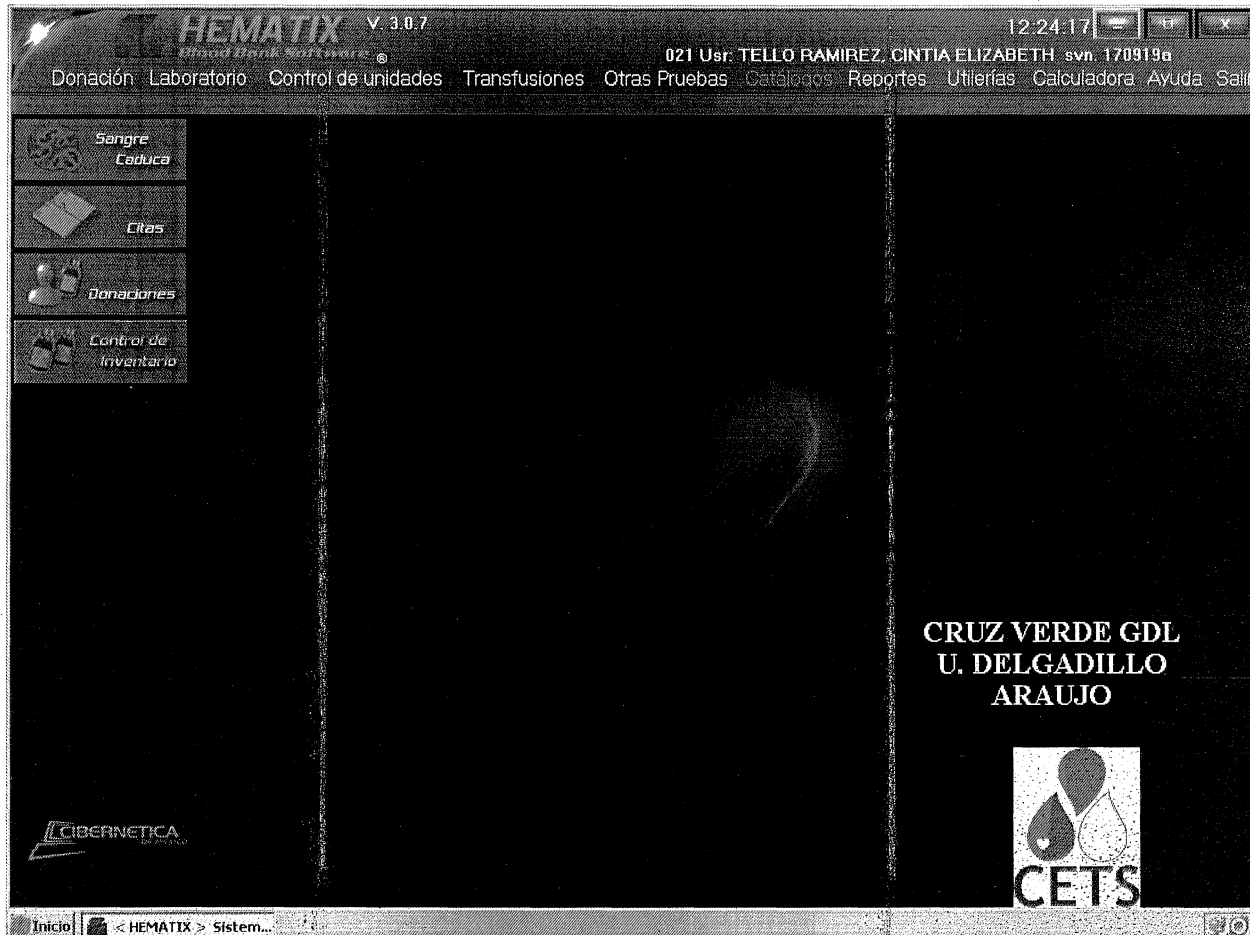 HEMATIX V. 3.0.7
Blood Bank Software ®
12:24:17
021 Usr: TELLO RAMIREZ, CINTIA ELIZABETH svn. 170919a
Donación Laboratorio Control de unidades Transfusiones Otras Pruebas Catálogos Reportes Utilerías Calculadora Ayuda Salir
Sangre
Caduca
Citas
Donaciones
Control de
Inventario
CRUZ VERDE GDL
U. DELGADILLO
ARAUJO
CIBERNETICA
DE MEXICO
CETS
Inicio < HEMATIX > Sistem...